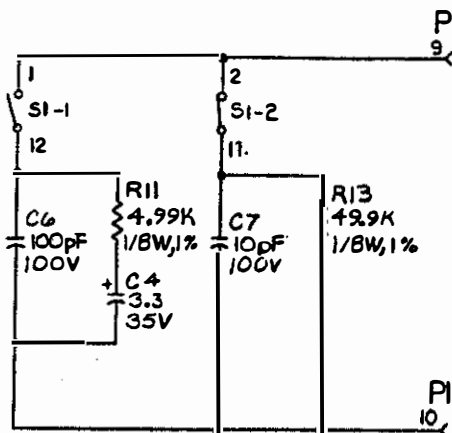 P
9
1
2
S1-1
S1-2
12
11.
R11
4.99K
1/8W,1%
R13
49.9K
1/8W,1%
C6
100pF
100V
C7
10pF
100V
+
C4
3.3
35V
P1
10